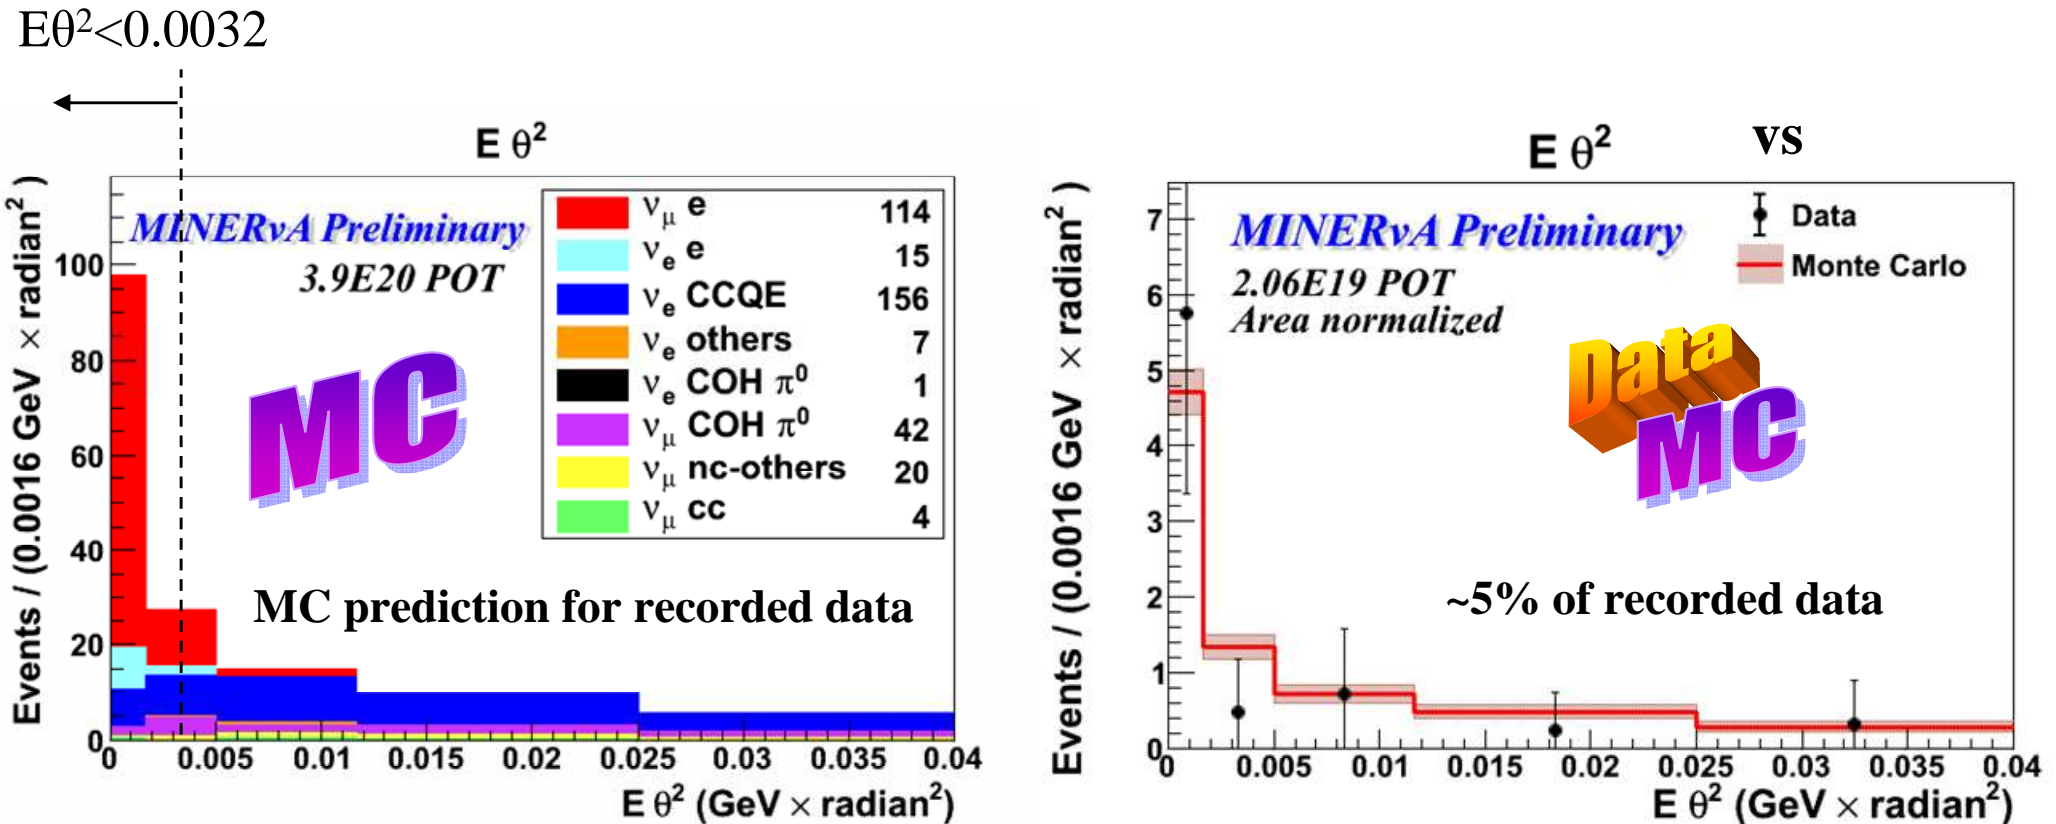 Eθ²<0.0032
E θ²
MINERνA Preliminary
3.9E20 POT
νμ e 114
νe e 15
νe CCQE 156
νe others 7
νe COH π⁰ 1
νμ COH π⁰ 42
νμ nc-others 20
νμ cc 4
MC
MC prediction for recorded data
Events / (0.0016 GeV × radian²)
100
80
60
40
20
0
0 0.005 0.01 0.015 0.02 0.025 0.03 0.035 0.04
E θ² (GeV × radian²)
vs
E θ²
MINERνA Preliminary
2.06E19 POT
Area normalized
Data
Monte Carlo
Data
MC
~5% of recorded data
Events / (0.0016 GeV × radian²)
7
6
5
4
3
2
1
0
0 0.005 0.01 0.015 0.02 0.025 0.03 0.035 0.04
E θ² (GeV × radian²)